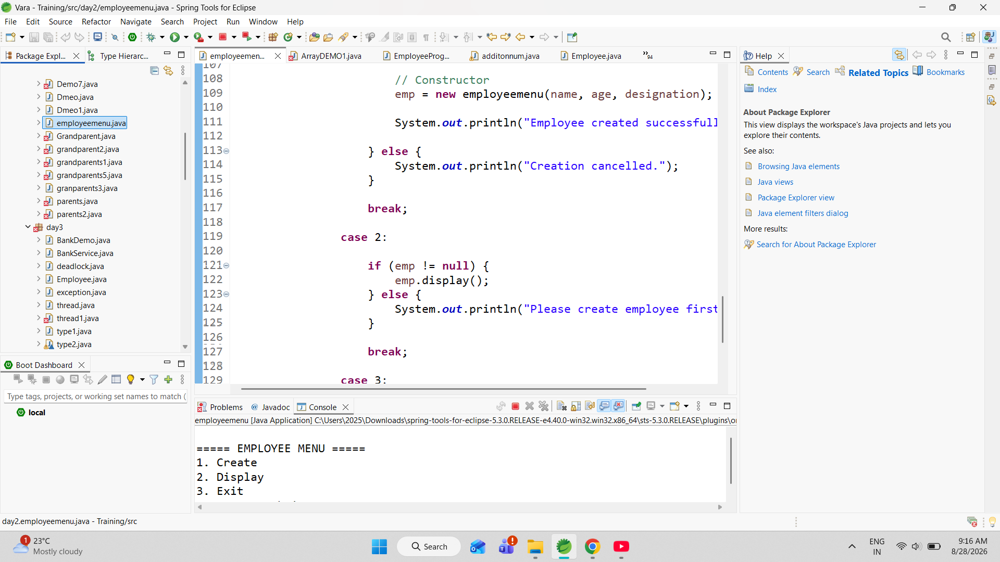 Vara - Training/src/day2/employeemenu.java - Spring Tools for Eclipse
File Edit Source Refactor Navigate Search Project Run Window Help
Package Expl...
Type Hierarc...
Demo7.java
Dmeo.java
Dmeo1.java
employeemenu.java
Grandparent.java
grandparent2.java
grandparents1.java
grandparents5.java
granparents3.java
parents.java
parents2.java
day3
BankDemo.java
BankService.java
deadlock.java
Employee.java
exception.java
thread.java
thread1.java
type1.java
type2.java
Boot Dashboard
Type tags, projects, or working set names to match (
local
employeemen...
ArrayDEMO1.java
EmployeeProg...
additonnum.java
Employee.java
»94
107
108 // Constructor
109 emp = new employeemenu(name, age, designation);
110
111 System.out.println("Employee created successfull
112
113 } else {
114 System.out.println("Creation cancelled.");
115 }
116
117 break;
118
119 case 2:
120
121 if (emp != null) {
122 emp.display();
123 } else {
124 System.out.println("Please create employee first
125 }
126
127 break;
128
129 case 3:
Problems
@ Javadoc
Console
employeemenu [Java Application] C:\Users\2025\Downloads\spring-tools-for-eclipse-5.3.0.RELEASE-e4.40.0-win32.win32.x86_64\sts-5.3.0.RELEASE\plugins\o
===== EMPLOYEE MENU =====
1. Create
2. Display
3. Exit
Help
Contents
Search
Related Topics
Bookmarks
Index
About Package Explorer
This view displays the workspace's Java projects and lets you
explore their contents.
See also:
Browsing Java elements
Java views
Package Explorer view
Java element filters dialog
More results:
Search for About Package Explorer
day2.employeemenu.java - Training/src
1
23°C
Mostly cloudy
Search
ENG
IN
9:16 AM
8/28/2026